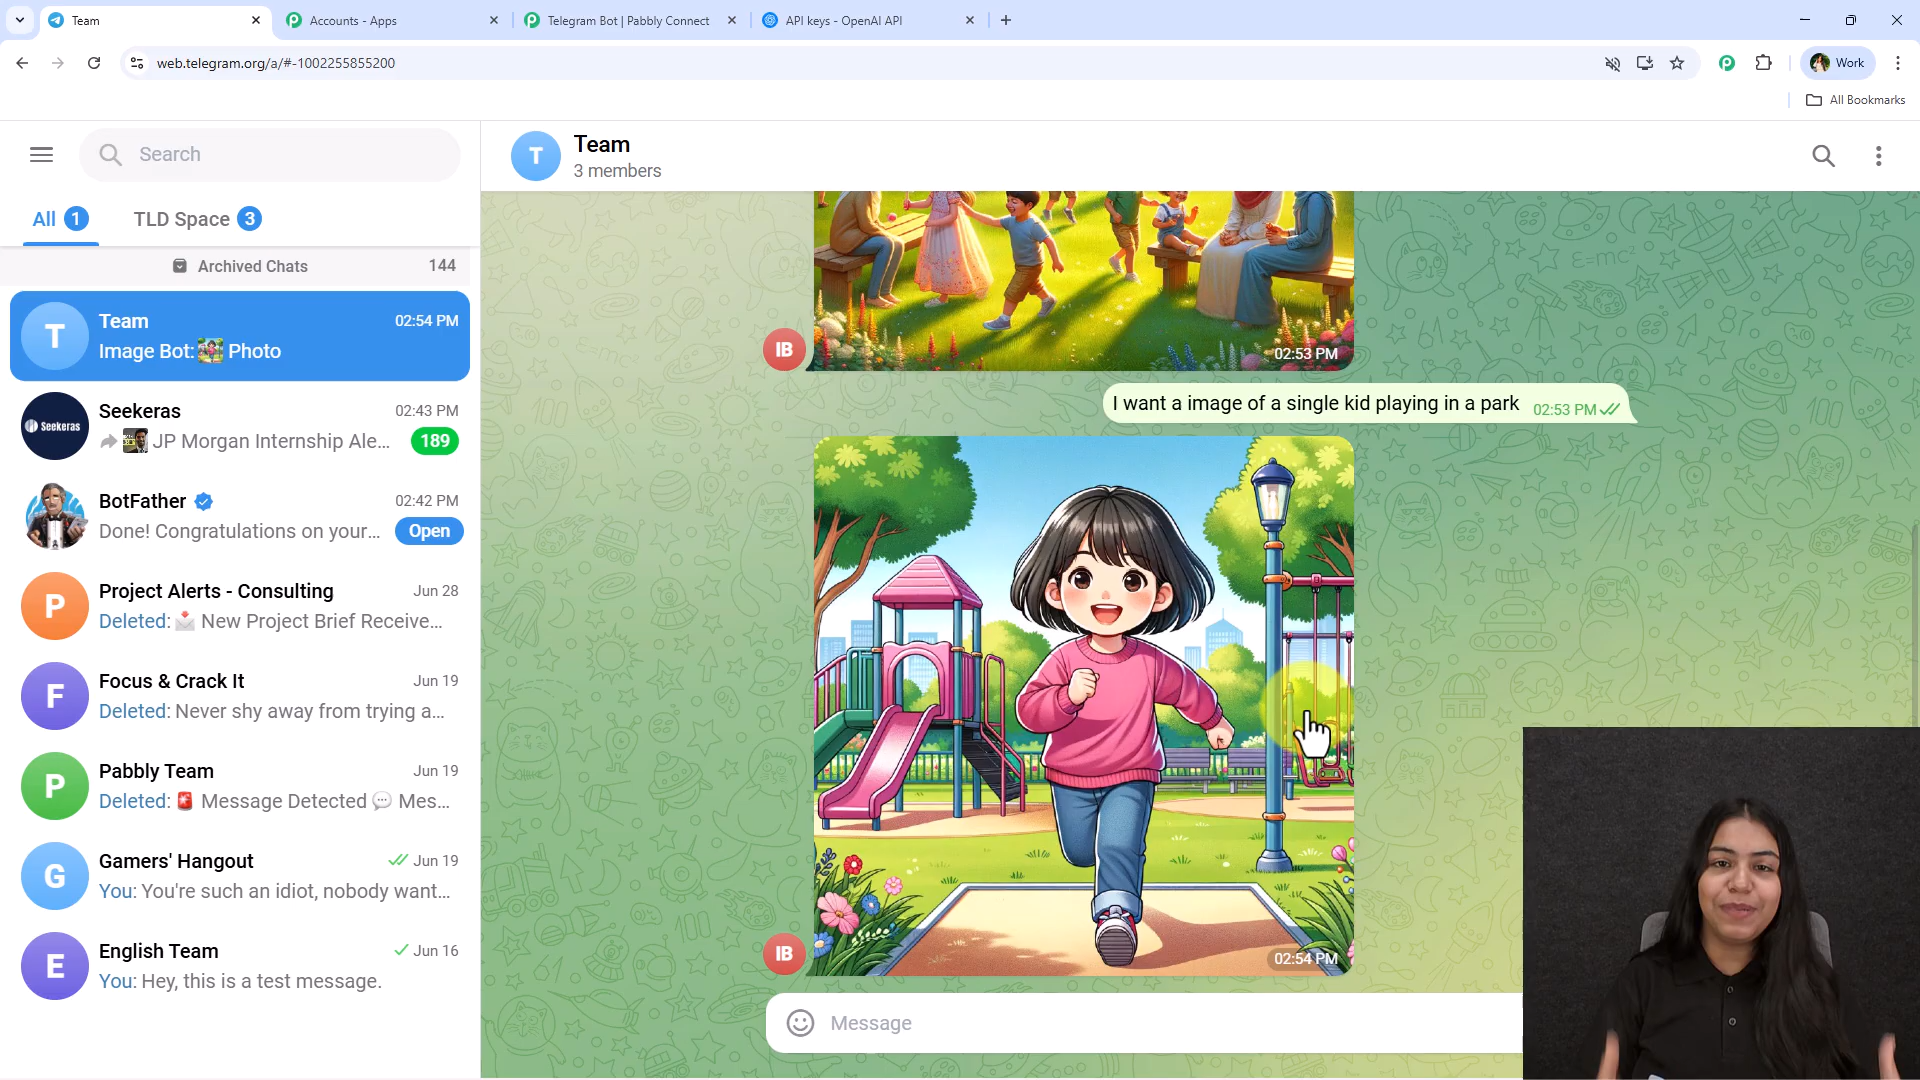 Team
Accounts - Apps
Telegram Bot | Pabbly Connect
API keys - OpenAI API
web.telegram.org/a/#-1002255855200
Work
All Bookmarks
Search
All 1
TLD Space 3
Archived Chats 144
Team 02:54 PM
Image Bot: Photo
Seekeras 02:43 PM
Seekeras
JP Morgan Internship Ale... 189
BotFather 02:42 PM
Done! Congratulations on your... Open
P
Project Alerts - Consulting Jun 28
Deleted: New Project Brief Receive...
F
Focus & Crack It Jun 19
Deleted: Never shy away from trying a...
P
Pabbly Team Jun 19
Deleted: Message Detected Mes...
G
Gamers' Hangout Jun 19
You: You're such an idiot, nobody want...
E
English Team Jun 16
You: Hey, this is a test message.
T
T
Team
3 members
E=mc²
IB
02:53 PM
I want a image of a single kid playing in a park 02:53 PM
IB
02:54 PM
Message